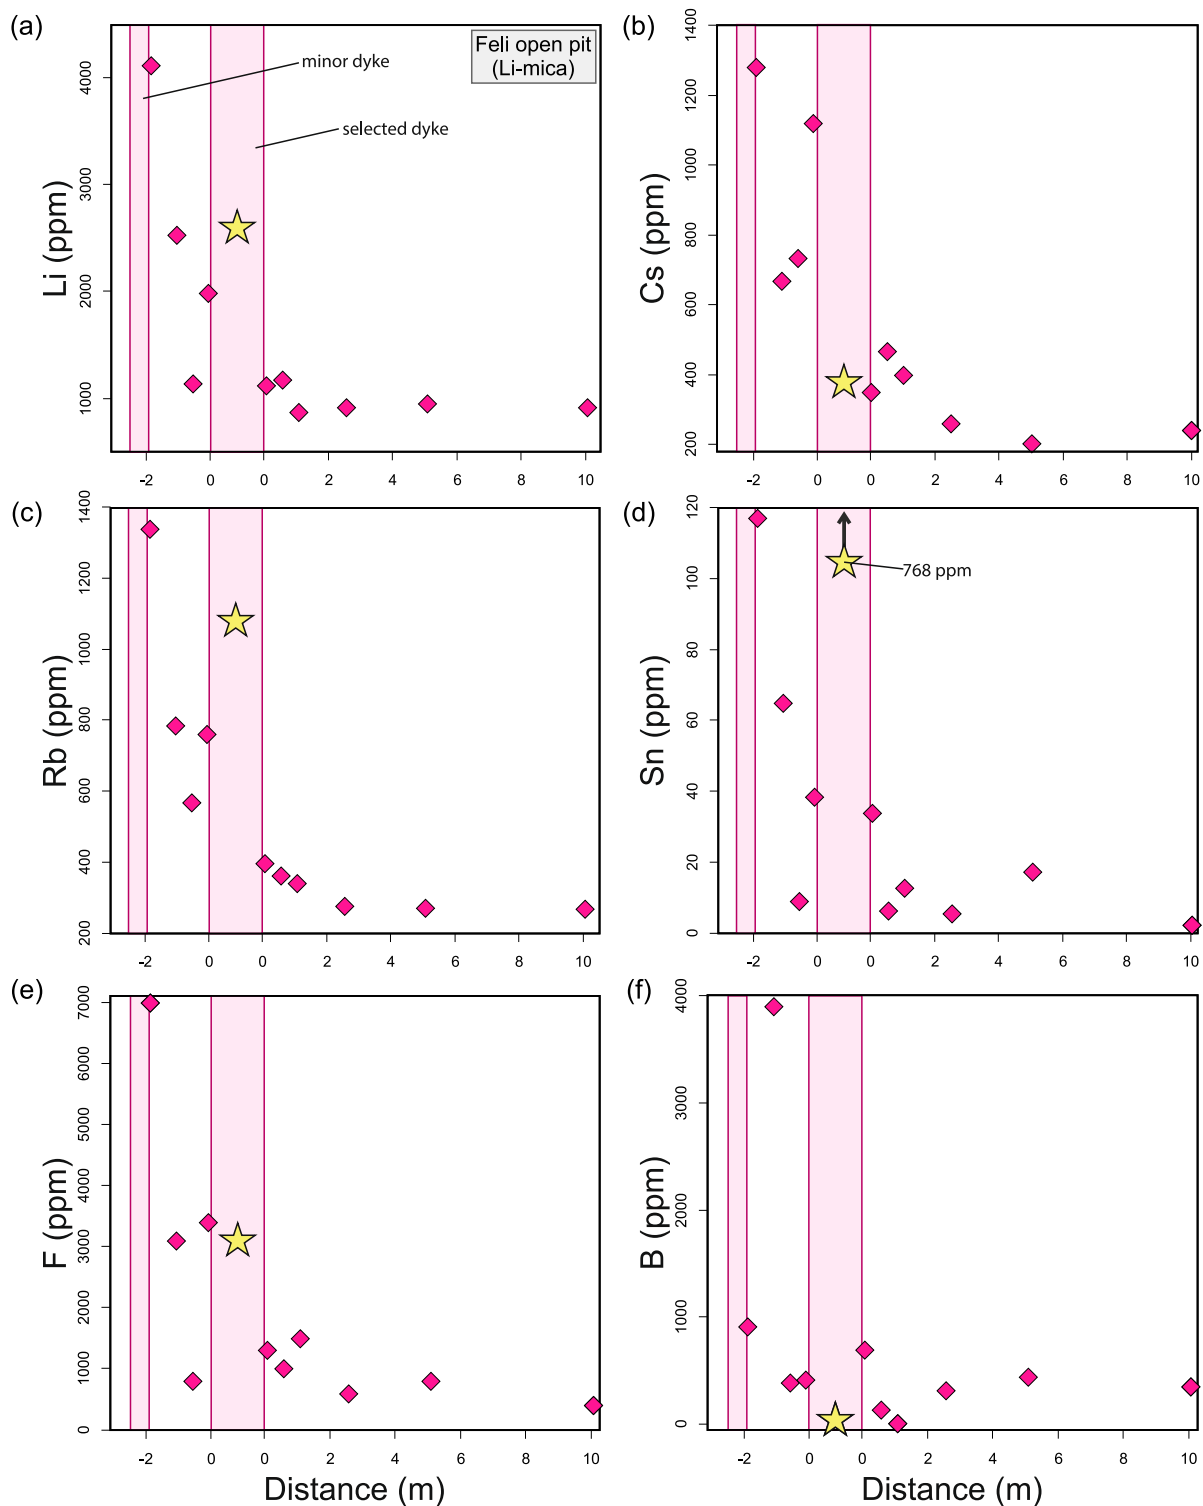 (a)
Feli open pit
(Li-mica)
minor dyke
selected dyke
Li (ppm)
4000
3000
2000
1000
-2 0 0 2 4 6 8 10
(b)
Cs (ppm)
1400
1200
1000
800
600
400
200
-2 0 0 2 4 6 8 10
(c)
Rb (ppm)
1400
1200
1000
800
600
400
200
-2 0 0 2 4 6 8 10
(d)
768 ppm
Sn (ppm)
120
100
80
60
40
20
0
-2 0 0 2 4 6 8 10
(e)
F (ppm)
7000
6000
5000
4000
3000
2000
1000
0
-2 0 0 2 4 6 8 10
Distance (m)
(f)
B (ppm)
4000
3000
2000
1000
0
-2 0 0 2 4 6 8 10
Distance (m)